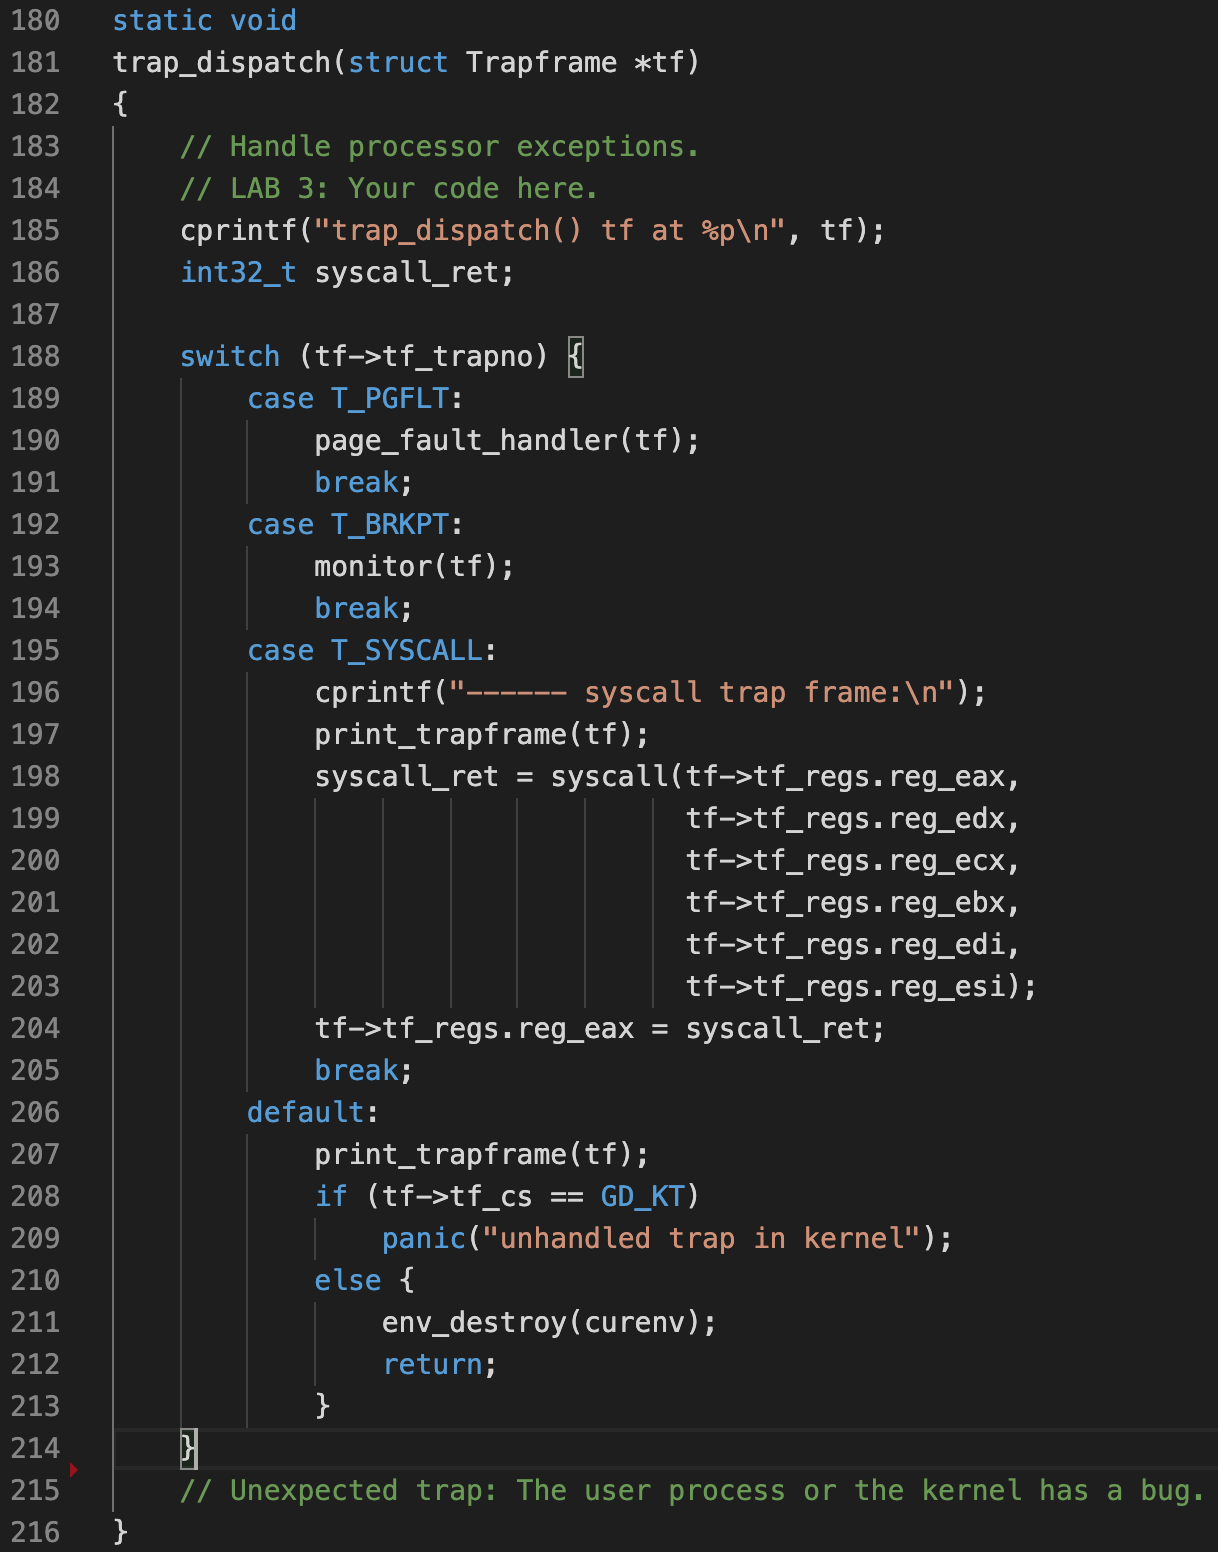 180 static void
181 trap_dispatch(struct Trapframe *tf)
182 {
183     // Handle processor exceptions.
184     // LAB 3: Your code here.
185     cprintf("trap_dispatch() tf at %p\n", tf);
186     int32_t syscall_ret;
187
188     switch (tf->tf_trapno) {
189         case T_PGFLT:
190             page_fault_handler(tf);
191             break;
192         case T_BRKPT:
193             monitor(tf);
194             break;
195         case T_SYSCALL:
196             cprintf("------ syscall trap frame:\n");
197             print_trapframe(tf);
198             syscall_ret = syscall(tf->tf_regs.reg_eax,
199                                   tf->tf_regs.reg_edx,
200                                   tf->tf_regs.reg_ecx,
201                                   tf->tf_regs.reg_ebx,
202                                   tf->tf_regs.reg_edi,
203                                   tf->tf_regs.reg_esi);
204             tf->tf_regs.reg_eax = syscall_ret;
205             break;
206         default:
207             print_trapframe(tf);
208             if (tf->tf_cs == GD_KT)
209                 panic("unhandled trap in kernel");
210             else {
211                 env_destroy(curenv);
212                 return;
213             }
214     }
215     // Unexpected trap: The user process or the kernel has a bug.
216 }